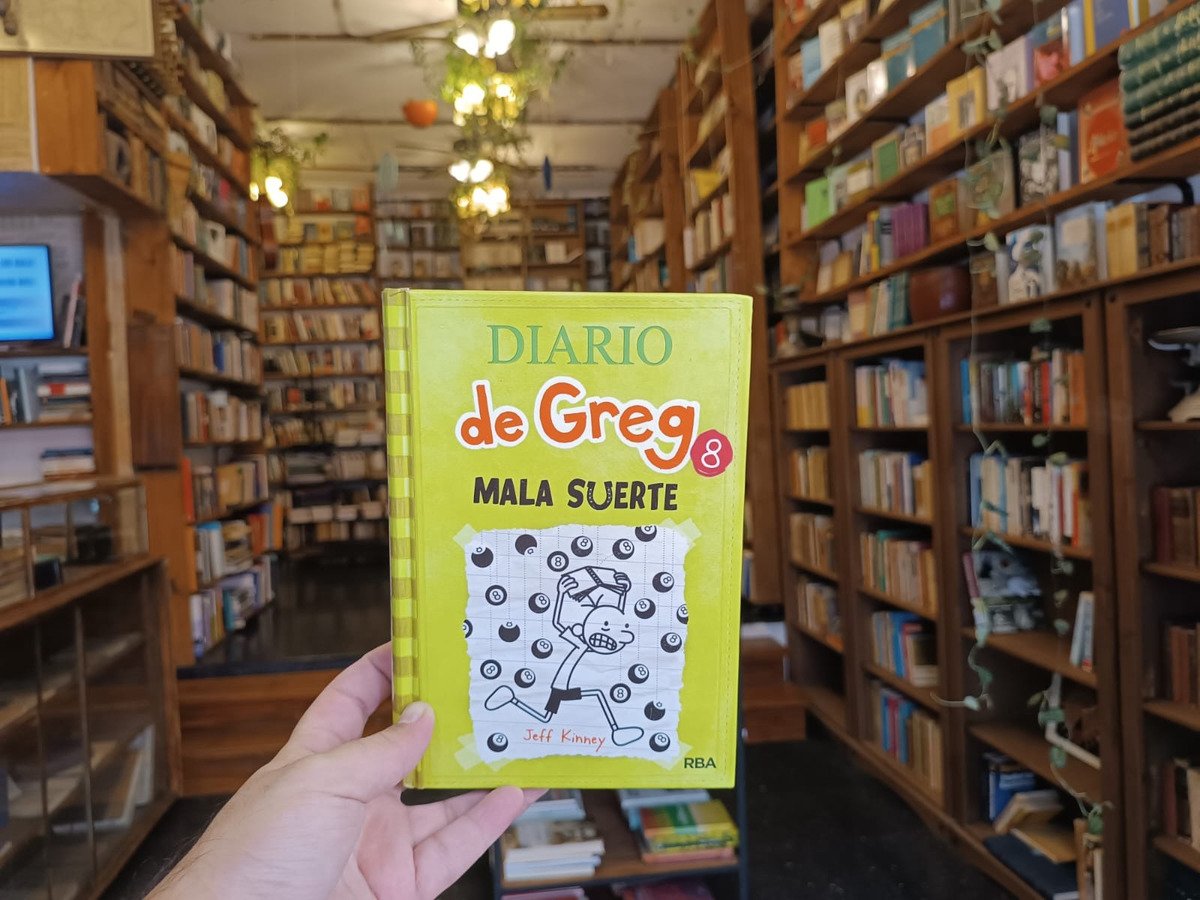 DIARIO
de Greg
8
MALA SUERTE
Jeff Kinney
RBA